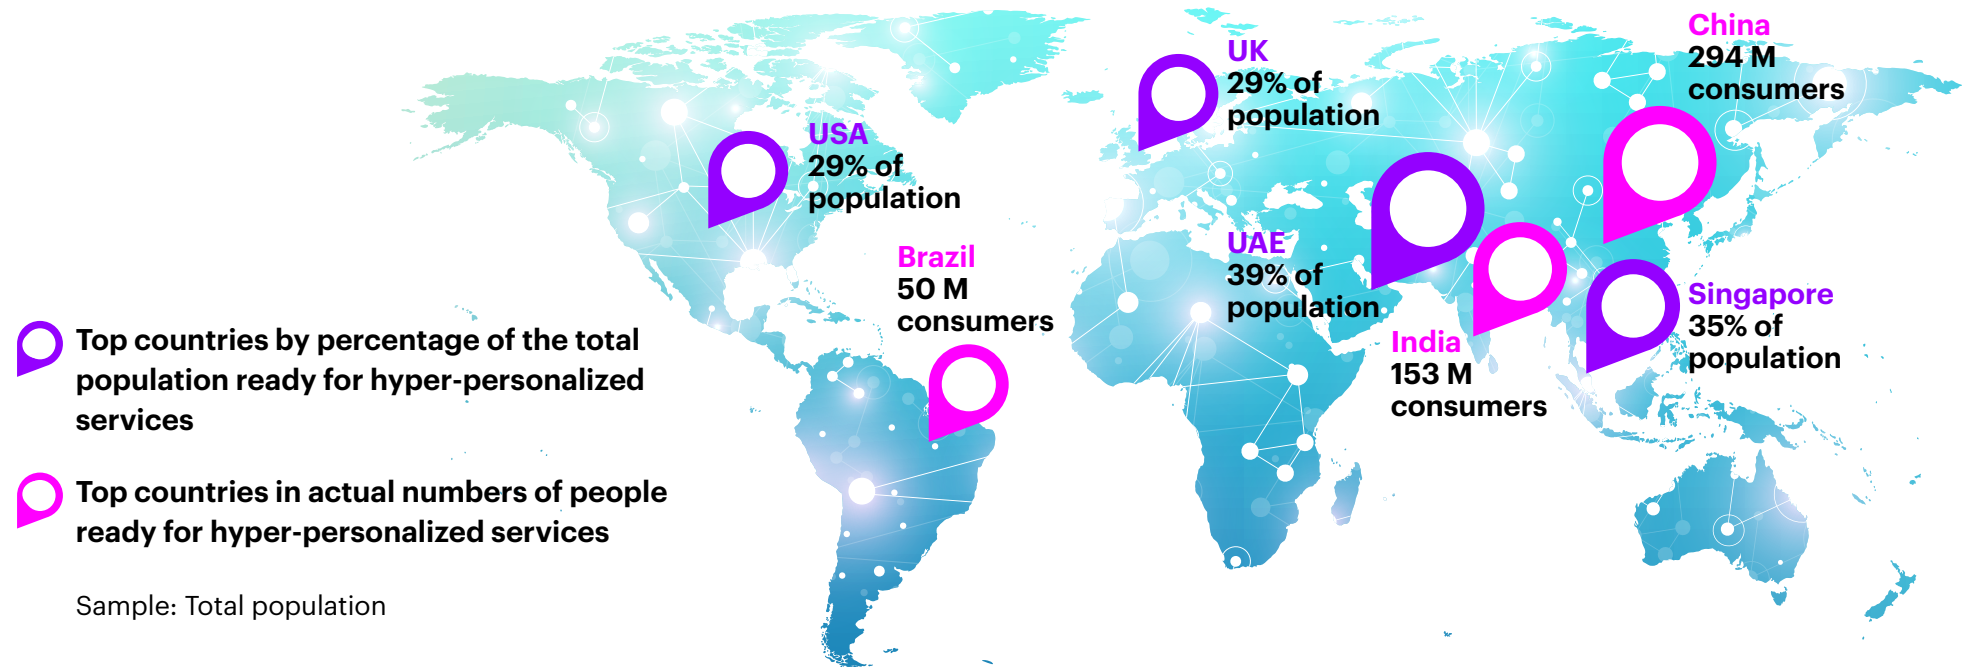 China
294 M
consumers
UK
29% of
population
USA
29% of
population
UAE
39% of
population
Brazil
50 M
consumers
Singapore
35% of
population
India
153 M
consumers
Top countries by percentage of the total
population ready for hyper-personalized
services
Top countries in actual numbers of people
ready for hyper-personalized services
Sample: Total population